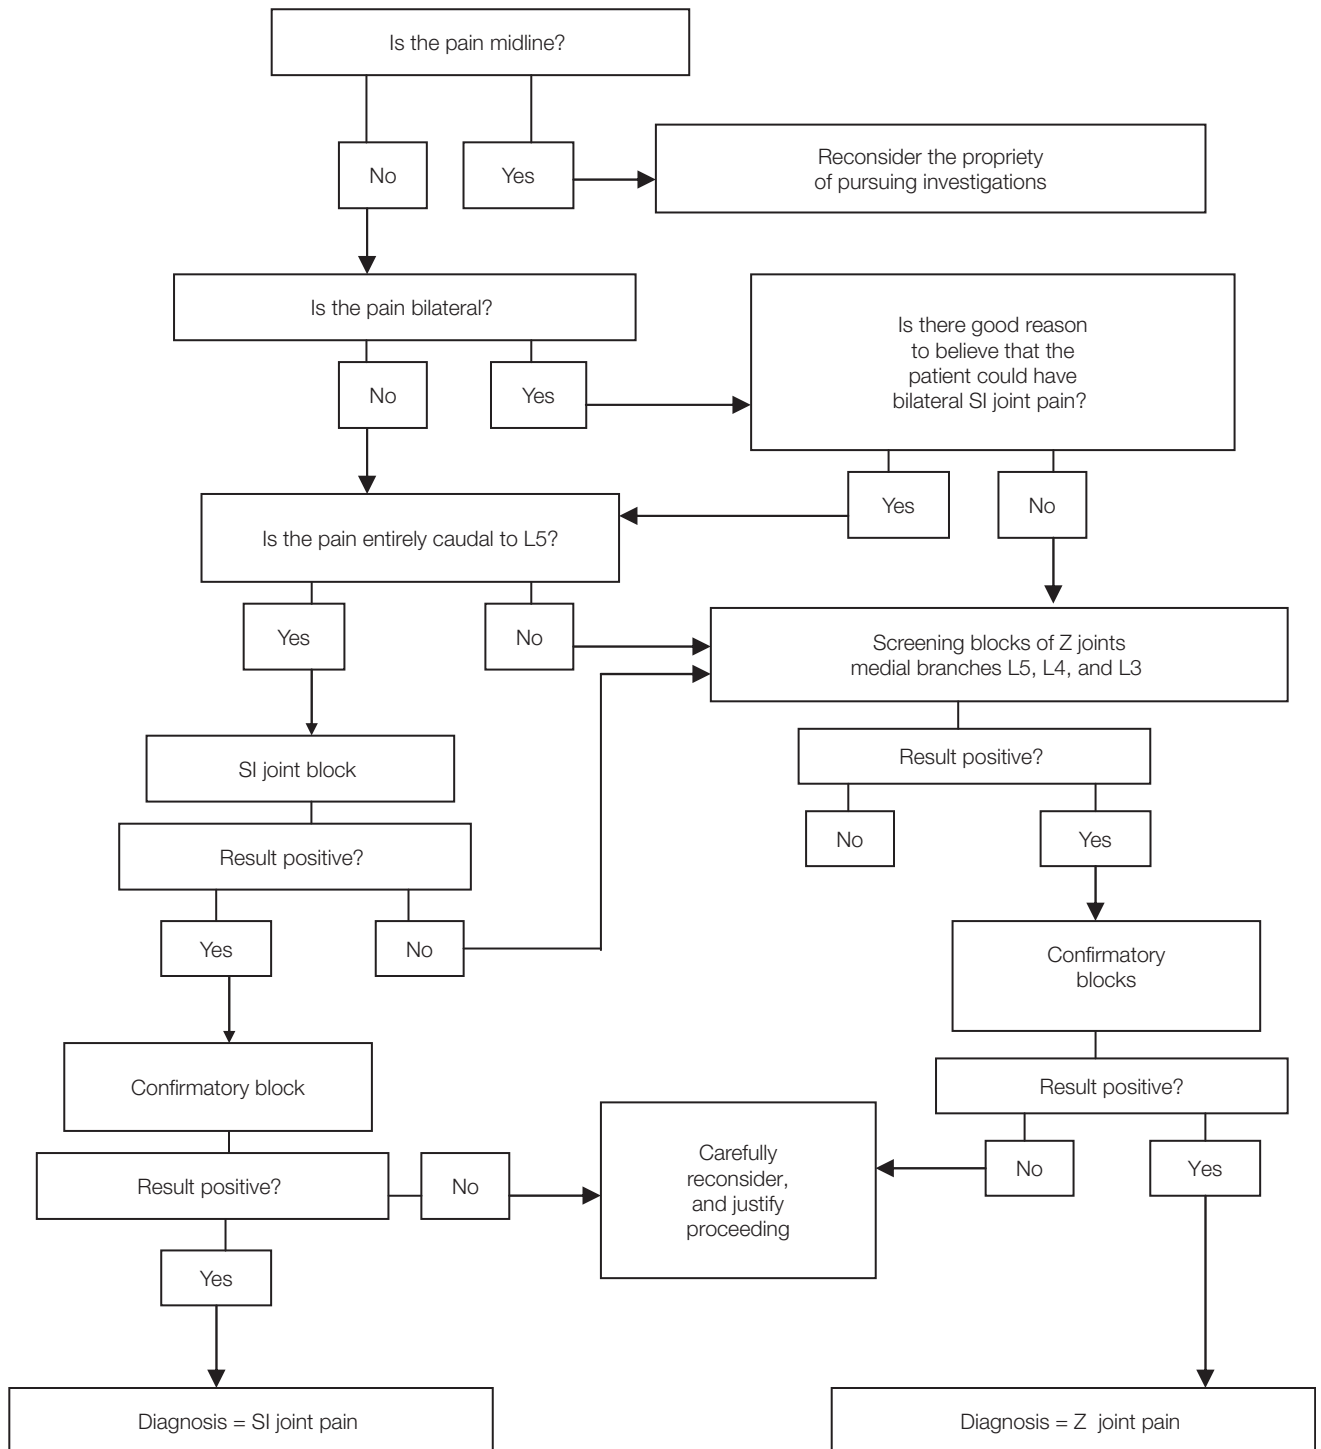 Is the pain midline?
No
Yes
Reconsider the propriety
of pursuing investigations
Is the pain bilateral?
No
Yes
Is there good reason
to believe that the
patient could have
bilateral SI joint pain?
Yes
No
Is the pain entirely caudal to L5?
Yes
No
Screening blocks of Z joints
medial branches L5, L4, and L3
Result positive?
No
Yes
SI joint block
Result positive?
Yes
No
Confirmatory
blocks
Result positive?
No
Yes
Confirmatory block
Result positive?
No
Yes
Carefully
reconsider,
and justify
proceeding
Diagnosis = SI joint pain
Diagnosis = Z joint pain